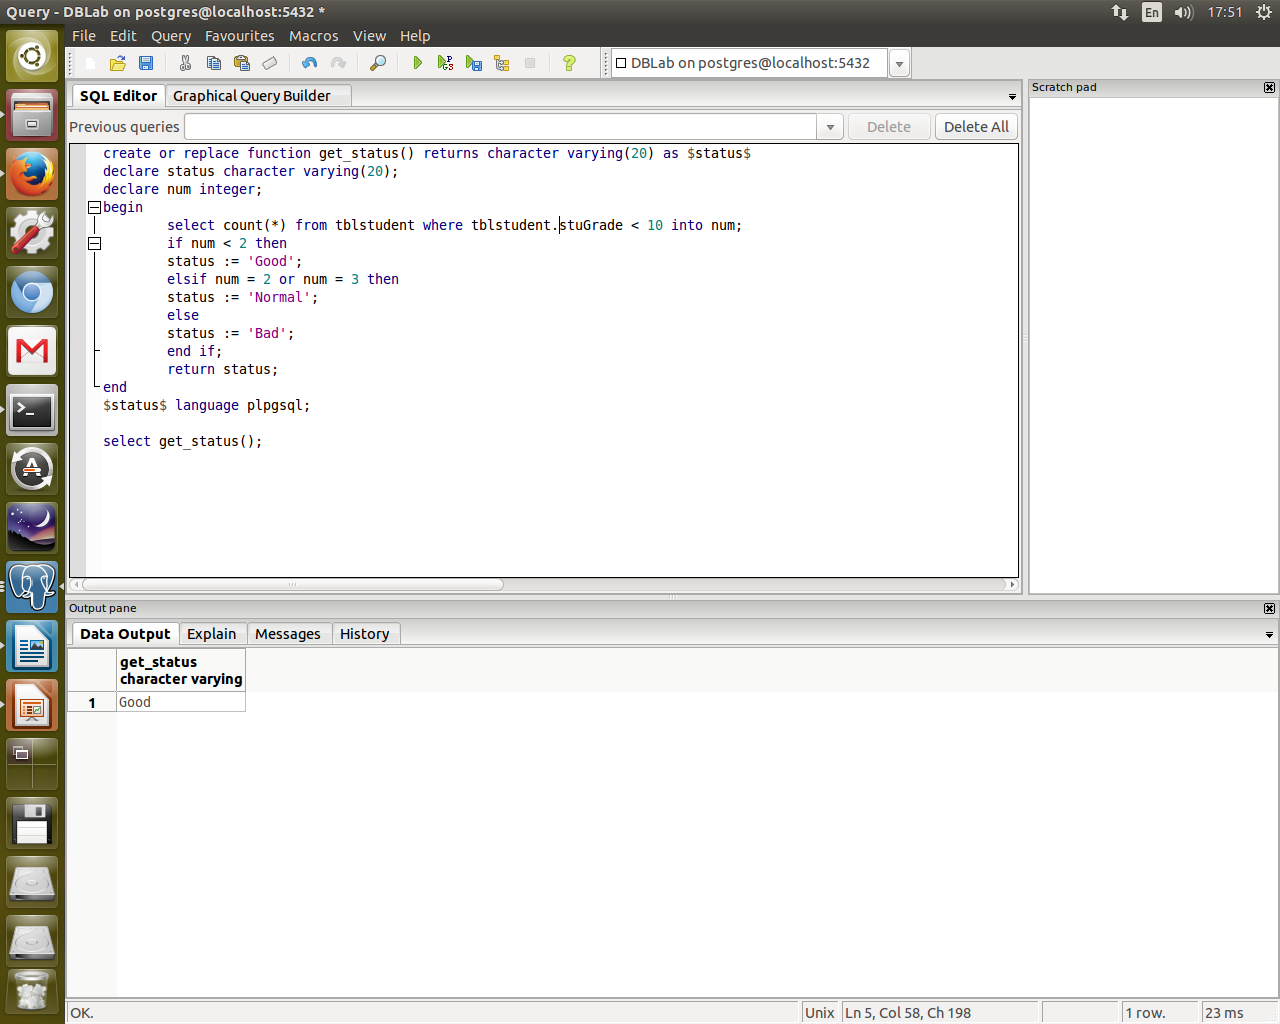 Query - DBLab on postgres@localhost:5432 *
En
17:51
File Edit Query Favourites Macros View Help
DBLab on postgres@localhost:5432
SQL Editor
Graphical Query Builder
Scratch pad
Previous queries
Delete
Delete All
create or replace function get_status() returns character varying(20) as $status$
declare status character varying(20);
declare num integer;
begin
select count(*) from tblstudent where tblstudent.stuGrade < 10 into num;
if num < 2 then
status := 'Good';
elsif num = 2 or num = 3 then
status := 'Normal';
else
status := 'Bad';
end if;
return status;
end
$status$ language plpgsql;
select get_status();
Output pane
Data Output
Explain
Messages
History
get_status
character varying
1
Good
OK.
Unix
Ln 5, Col 58, Ch 198
1 row.
23 ms